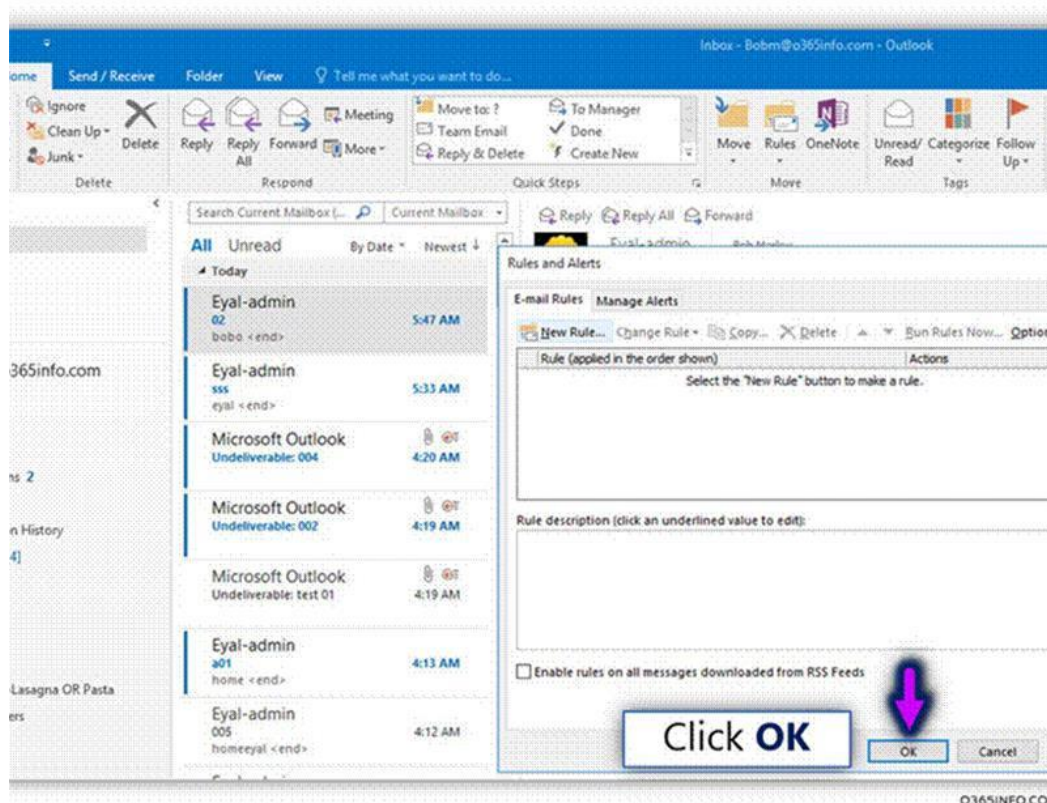 Inbox - Bobm@o365info.com - Outlook
ome Send / Receive Folder View Tell me what you want to do...
Ignore
Clean Up
Junk
Delete
Reply
Reply All
Forward
Meeting
More
Move to: ?
Team Email
Reply & Delete
To Manager
Done
Create New
Move
Rules
OneNote
Unread/ Read
Categorize
Follow Up
Delete Respond Quick Steps Move Tags
Search Current Mailbox (... Current Mailbox
Reply Reply All Forward
All Unread By Date Newest ↓
Eyal-admin Bob Marley
Today
Eyal-admin
02 5:47 AM
bobo <end>
Eyal-admin
sss 5:33 AM
eyal <end>
Microsoft Outlook
Undeliverable: 004 4:20 AM
Microsoft Outlook
Undeliverable: 002 4:19 AM
Microsoft Outlook
Undeliverable: test 01 4:19 AM
Eyal-admin
a01 4:13 AM
home <end>
Eyal-admin
005 4:12 AM
homeeyal <end>
365info.com
ns 2
n History
4]
Lasagna OR Pasta
ers
Rules and Alerts
E-mail Rules Manage Alerts
New Rule... Change Rule Copy... Delete Run Rules Now... Option
Rule (applied in the order shown) Actions
Select the "New Rule" button to make a rule.
Rule description (click an underlined value to edit):
Enable rules on all messages downloaded from RSS Feeds
Click OK
OK Cancel
O365INFO.CO